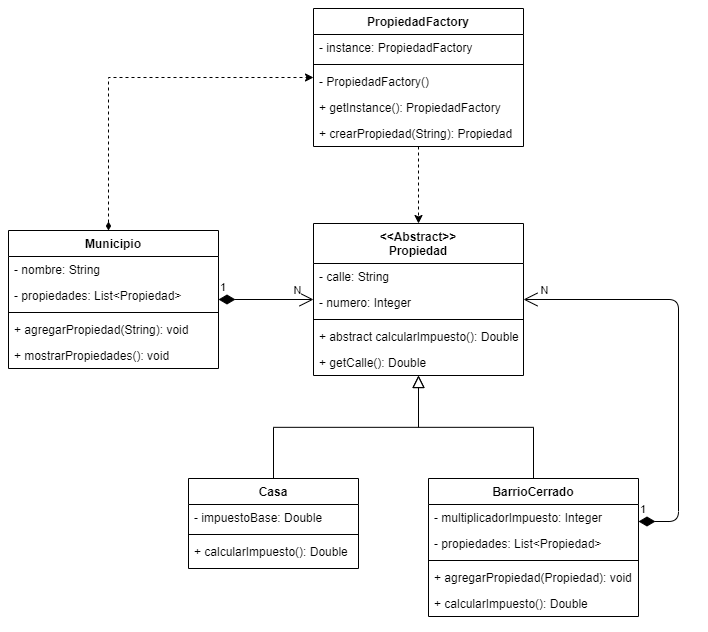 PropiedadFactory
- instance: PropiedadFactory
- PropiedadFactory()
+ getInstance(): PropiedadFactory
+ crearPropiedad(String): Propiedad
Municipio
- nombre: String
- propiedades: List<Propiedad>
+ agregarPropiedad(String): void
+ mostrarPropiedades(): void
1
N
<<Abstract>>
Propiedad
- calle: String
- numero: Integer
+ abstract calcularImpuesto(): Double
+ getCalle(): Double
N
Casa
- impuestoBase: Double
+ calcularImpuesto(): Double
BarrioCerrado
- multiplicadorImpuesto: Integer
- propiedades: List<Propiedad>
+ agregarPropiedad(Propiedad): void
+ calcularImpuesto(): Double
1